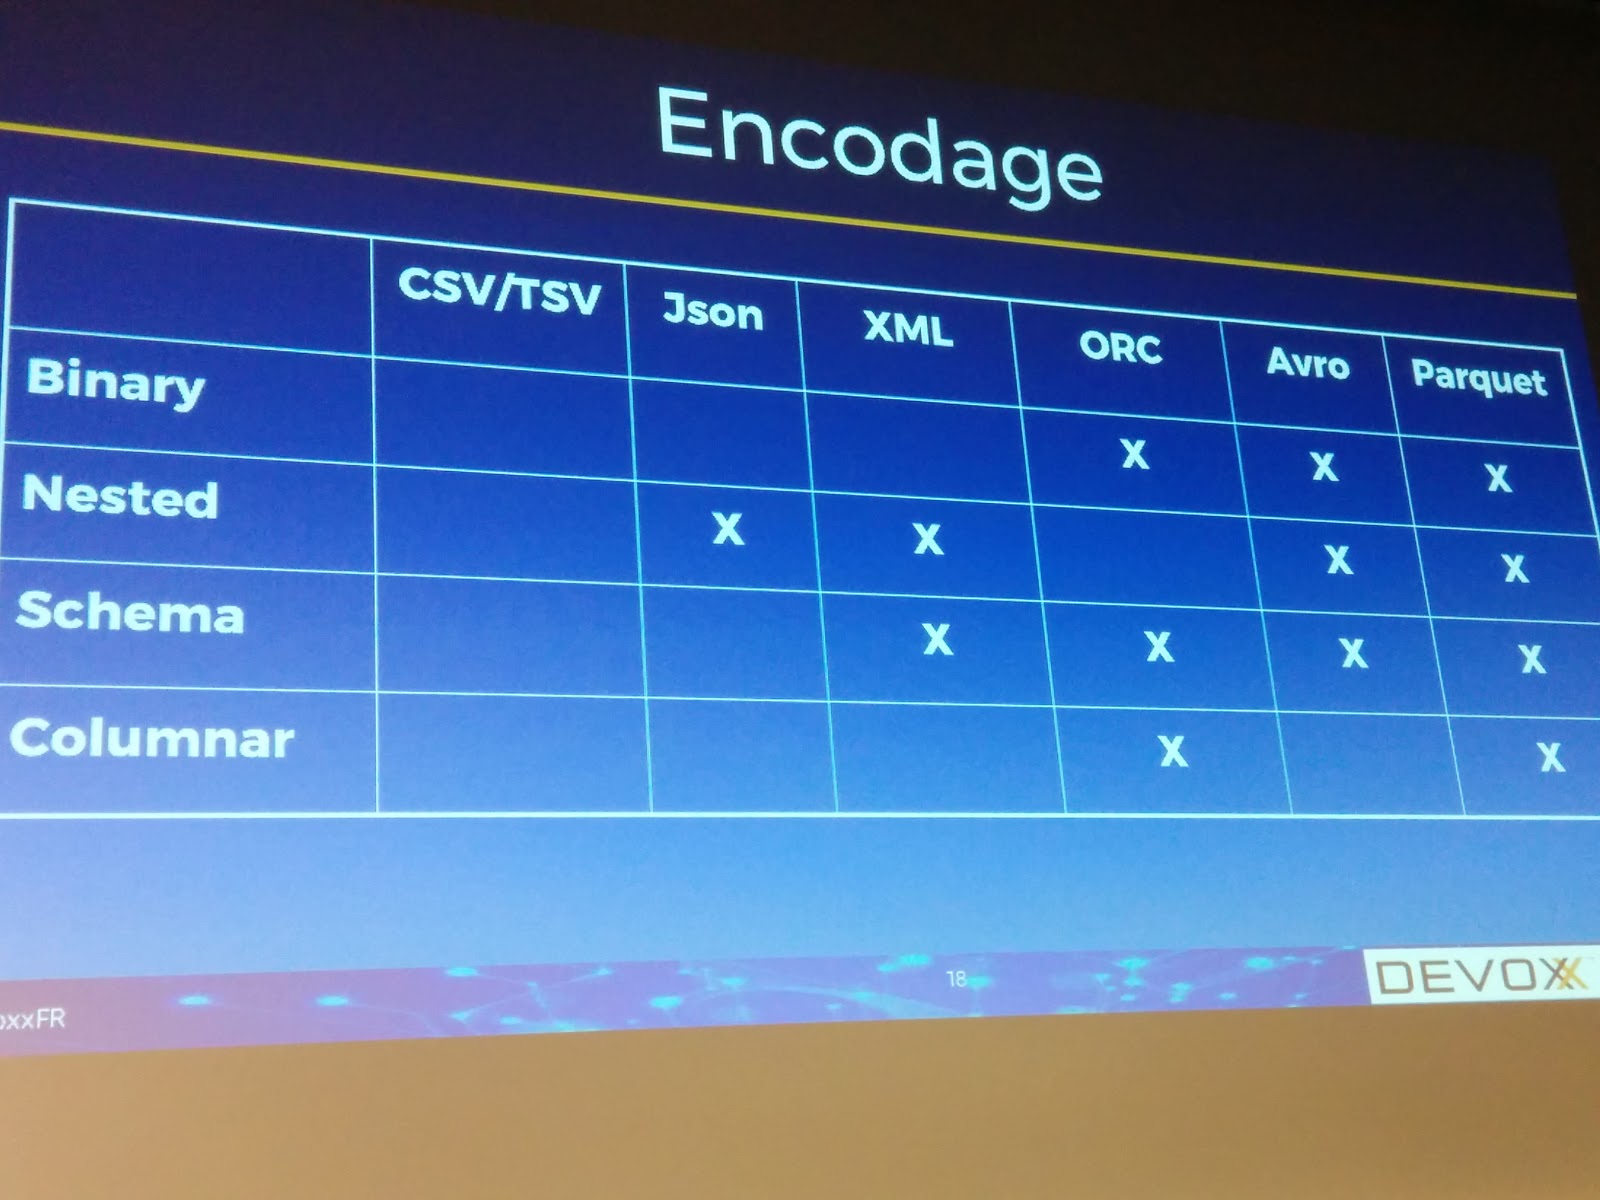 Encodage
CSV/TSV Json XML ORC Avro Parquet
Binary X X X
Nested X X X X
Schema X X X X
Columnar X X
oxxFR 18 DEVOXX